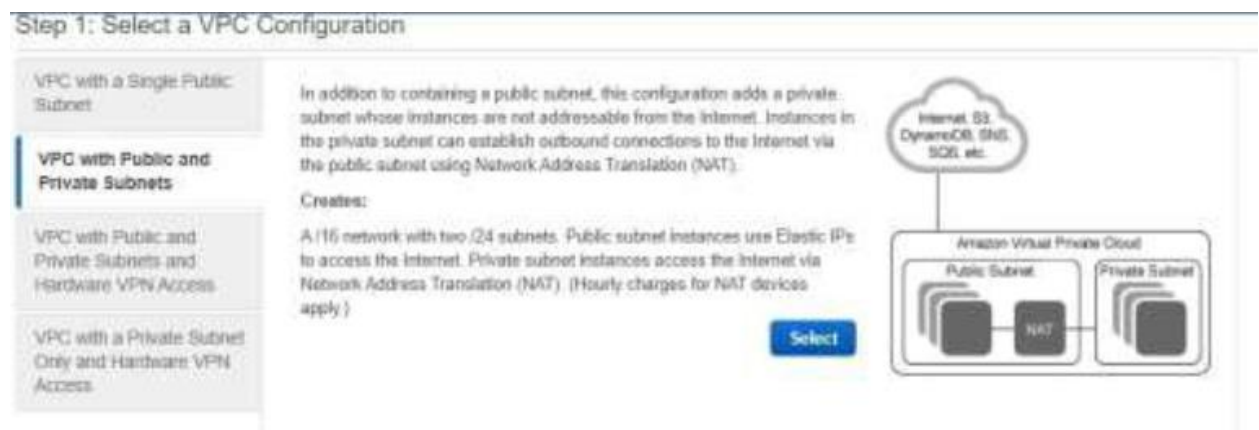 Step 1: Select a VPC Configuration
VPC with a Single Public
Subnet
VPC with Public and
Private Subnets
VPC with Public and
Private Subnets and
Hardware VPN Access
VPC with a Private Subnet
Only and Hardware VPN
Access
In addition to containing a public subnet, this configuration adds a private
subnet whose instances are not addressable from the Internet. Instances in
the private subnet can establish outbound connections to the Internet via
the public subnet using Network Address Translation (NAT).
Creates:
A /16 network with two /24 subnets. Public subnet instances use Elastic IPs
to access the Internet. Private subnet instances access the Internet via
Network Address Translation (NAT). (Hourly charges for NAT devices
apply.)
Select
Internet, S3,
DynamoDB, SNS,
SQS, etc.
Amazon Virtual Private Cloud
Public Subnet
Private Subnet
NAT